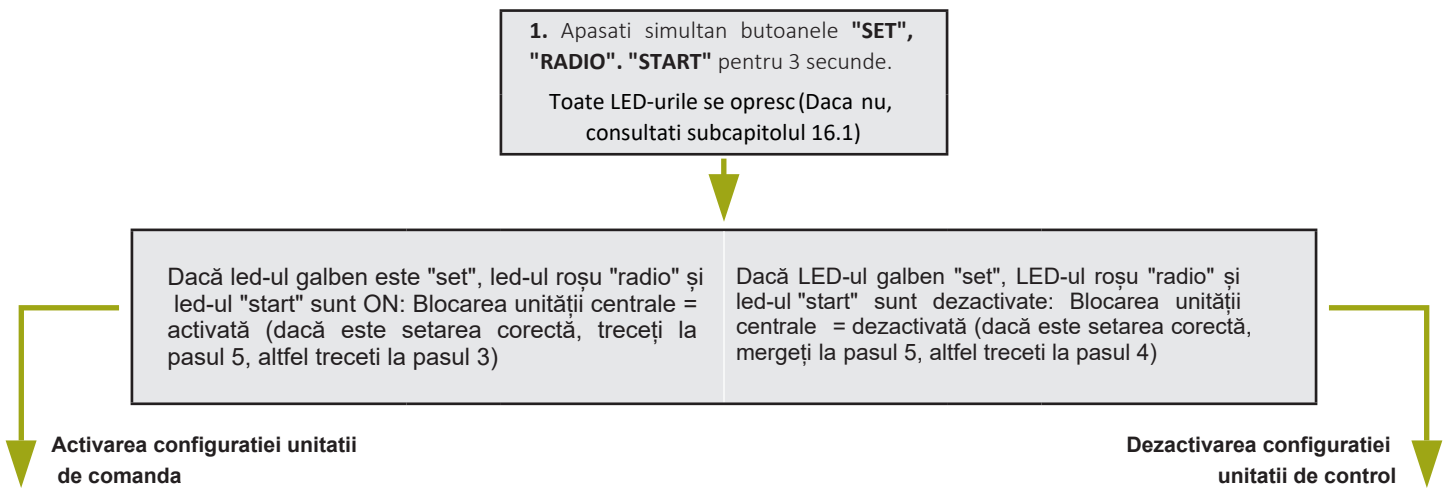 1. Apasati simultan butoanele "SET",
"RADIO". "START" pentru 3 secunde.
Toate LED-urile se opresc (Daca nu,
consultati subcapitolul 16.1)
Dacă led-ul galben este "set", led-ul roșu "radio" și
led-ul "start" sunt ON: Blocarea unității centrale =
activată (dacă este setarea corectă, treceți la
pasul 5, altfel treceti la pasul 3)
Dacă LED-ul galben "set", LED-ul roșu "radio" și
led-ul "start" sunt dezactivate: Blocarea unității
centrale = dezactivată (dacă este setarea corectă,
mergeți la pasul 5, altfel treceti la pasul 4)
Activarea configuratiei unitatii
de comanda
Dezactivarea configuratiei
unitatii de control